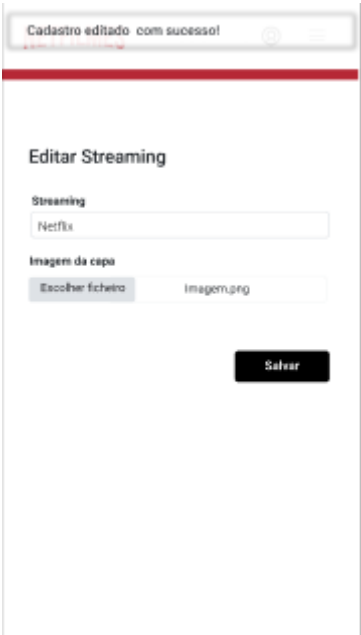 Cadastro editado com sucesso!
Editar Streaming
Streaming
Netflix
Imagem da capa
Escolher ficheiro
Imagem.png
Salvar